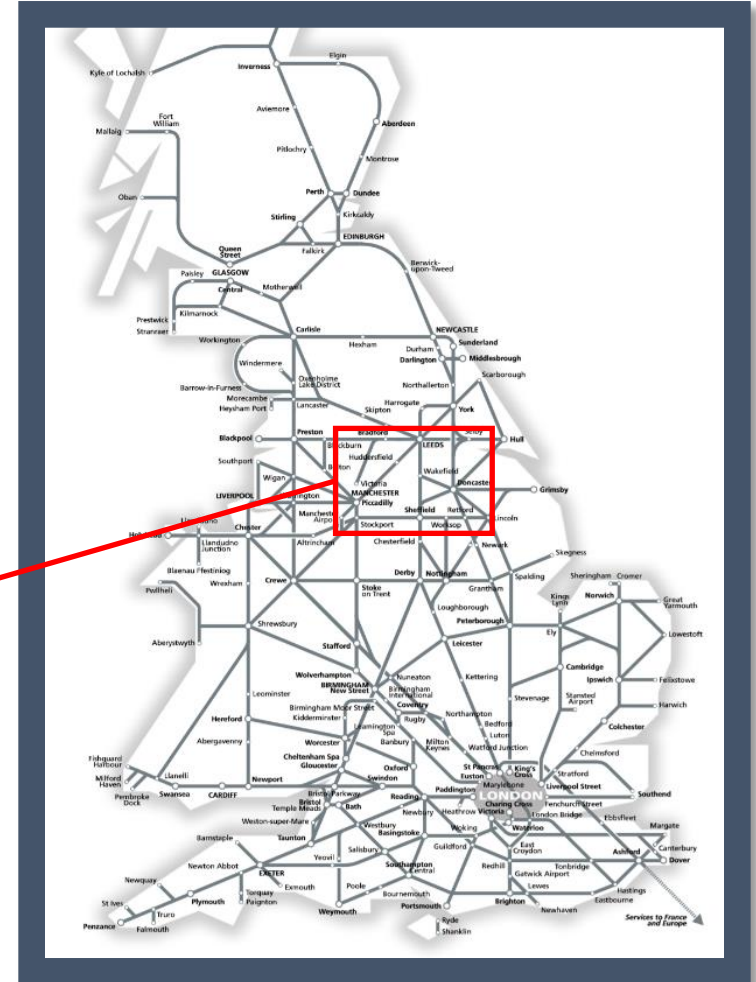 Elgin
Inverness
Kyle of Lochalsh
Aviemore
Fort
William
Aberdeen
Mallaig
Pitlochry
Montrose
Perth
Dundee
Oban
Stirling
Kirkcaldy
EDINBURGH
Queen
Street
Falkirk
Berwick-
upon-Tweed
Paisley
GLASGOW
Central
Motherwell
Prestwick
Kilmarnock
Stranraer
Carlisle
NEWCASTLE
Workington
Hexham
Sunderland
Durham
Darlington
Middlesbrough
Windermere
Oxenholme
Lake District
Scarborough
Barrow-in-Furness
Northallerton
Morecambe
Lancaster
Harrogate
Heysham Port
Skipton
York
Preston
Bradford
Selby
Blackpool
Blackburn
LEEDS
Hull
Southport
Huddersfield
Bolton
Wakefield
Wigan
Victoria
Doncaster
MANCHESTER
Grimsby
LIVERPOOL
Piccadilly
Manchester
Airport
Sheffield
Retford
Lincoln
Stockport
Worksop
Chester
Llandudno
Junction
Altrincham
Chesterfield
Newark
Skegness
Blaenau Ffestiniog
Wrexham
Crewe
Derby
Nottingham
Spalding
Sheringham
Cromer
Pwllheli
Stoke
on Trent
Grantham
Kings
Lynn
Norwich
Great
Yarmouth
Loughborough
Shrewsbury
Peterborough
Aberystwyth
Ely
Lowestoft
Stafford
Leicester
Wolverhampton
Cambridge
BIRMINGHAM
New Street
Nuneaton
Kettering
Birmingham
International
Ipswich
Felixstowe
Leominster
Stevenage
Stansted
Airport
Birmingham Moor Street
Coventry
Harwich
Hereford
Kidderminster
Rugby
Northampton
Leamington
Spa
Bedford
Colchester
Abergavenny
Worcester
Banbury
Milton
Keynes
Luton
Watford Junction
Chelmsford
Fishguard
Harbour
Cheltenham Spa
Gloucester
Oxford
St Pancras
King's
Cross
Euston
Stratford
Milford
Haven
Llanelli
Newport
Swindon
Marylebone
Liverpool Street
Pembroke
Dock
Swansea
CARDIFF
Bristol Parkway
Paddington
LONDON
Southend
Bristol
Temple Meads
Bath
Reading
Charing Cross
Fenchurch Street
Newbury
Heathrow
Victoria
London Bridge
Ebbsfleet
Weston-super-Mare
Westbury
Waterloo
Margate
Barnstaple
Taunton
Basingstoke
Woking
East
Croydon
Canterbury
Yeovil
Salisbury
Guildford
Ashford
Newton Abbot
Southampton
Central
Redhill
Tonbridge
Dover
EXETER
Gatwick Airport
Newquay
Exmouth
Poole
Lewes
Hastings
Torquay
Bournemouth
Eastbourne
St Ives
Plymouth
Paignton
Weymouth
Portsmouth
Brighton
Newhaven
Truro
Ryde
Services to France
and Europe
Penzance
Falmouth
Shanklin